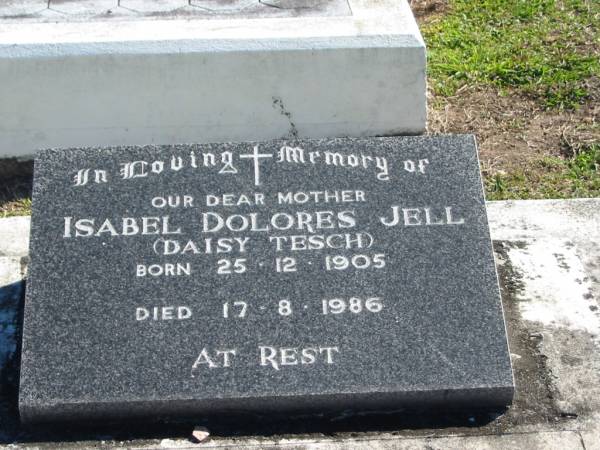 In Loving Memory of
OUR DEAR MOTHER
ISABEL DOLORES JELL
(DAISY TESCH)
BORN 25.12.1905
DIED 17.8.1986
AT REST